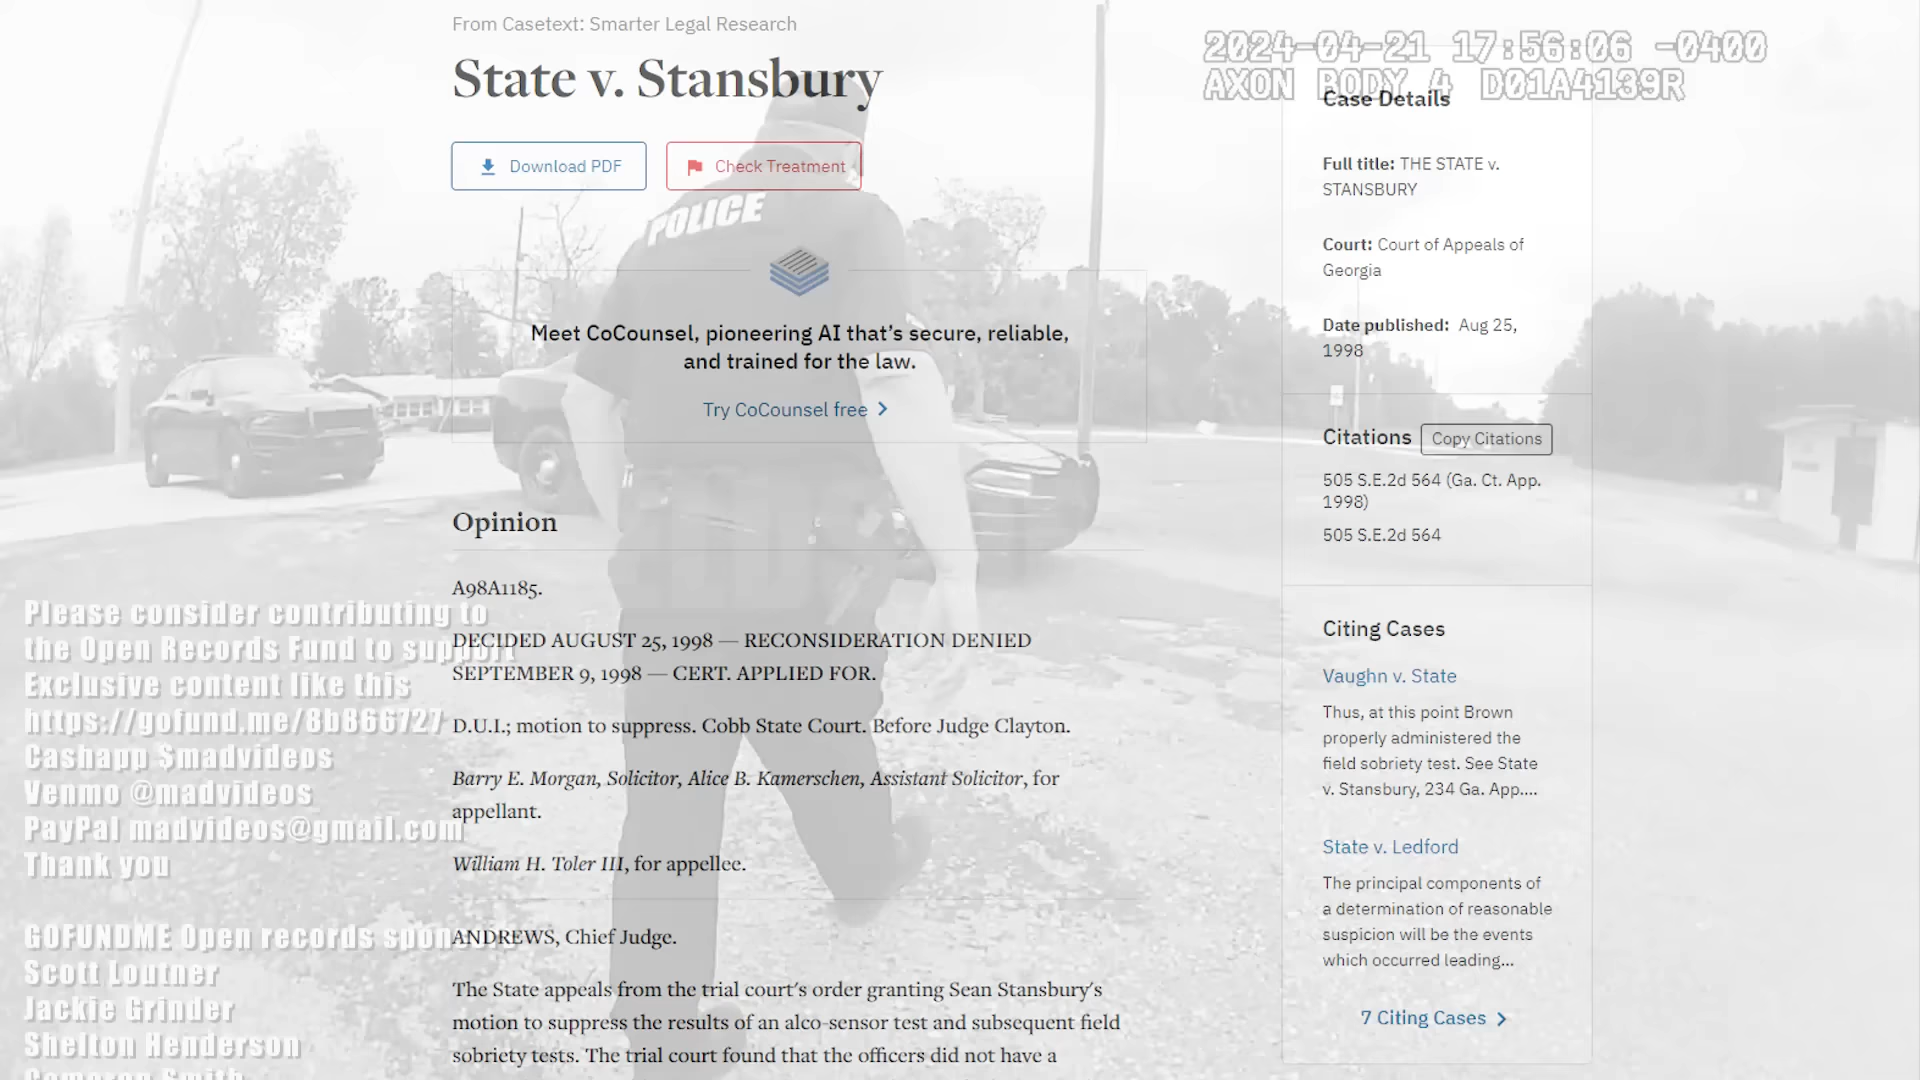 From Casetext: Smarter Legal Research
State v. Stansbury
Download PDF
Check Treatment
POLICE
Meet CoCounsel, pioneering AI that's secure, reliable,
and trained for the law.
Try CoCounsel free
Opinion
A98A1185.
DECIDED AUGUST 25, 1998 — RECONSIDERATION DENIED
SEPTEMBER 9, 1998 — CERT. APPLIED FOR.
D.U.I.; motion to suppress. Cobb State Court. Before Judge Clayton.
Barry E. Morgan, Solicitor, Alice B. Kamerschen, Assistant Solicitor, for
appellant.
William H. Toler III, for appellee.
ANDREWS, Chief Judge.
The State appeals from the trial court's order granting Sean Stansbury's
motion to suppress the results of an alco-sensor test and subsequent field
sobriety tests. The trial court found that the officers did not have a
2024-04-21 17:56:06 -0400
AXON BODY 4 D01A4139R
Case Details
Full title: THE STATE v.
STANSBURY
Court: Court of Appeals of
Georgia
Date published: Aug 25,
1998
Citations
Copy Citations
505 S.E.2d 564 (Ga. Ct. App.
1998)
505 S.E.2d 564
Citing Cases
Vaughn v. State
Thus, at this point Brown
properly administered the
field sobriety test. See State
v. Stansbury, 234 Ga. App....
State v. Ledford
The principal components of
a determination of reasonable
suspicion will be the events
which occurred leading...
7 Citing Cases
Please consider contributing to
the Open Records Fund to support
Exclusive content like this
https://gofund.me/8b866727
Cashapp $madvideos
Venmo @madvideos
PayPal madvideos@gmail.com
Thank you
GOFUNDME Open records
Scott Loutner
Jackie Grinder
Shelton Henderson
Cameron Smith